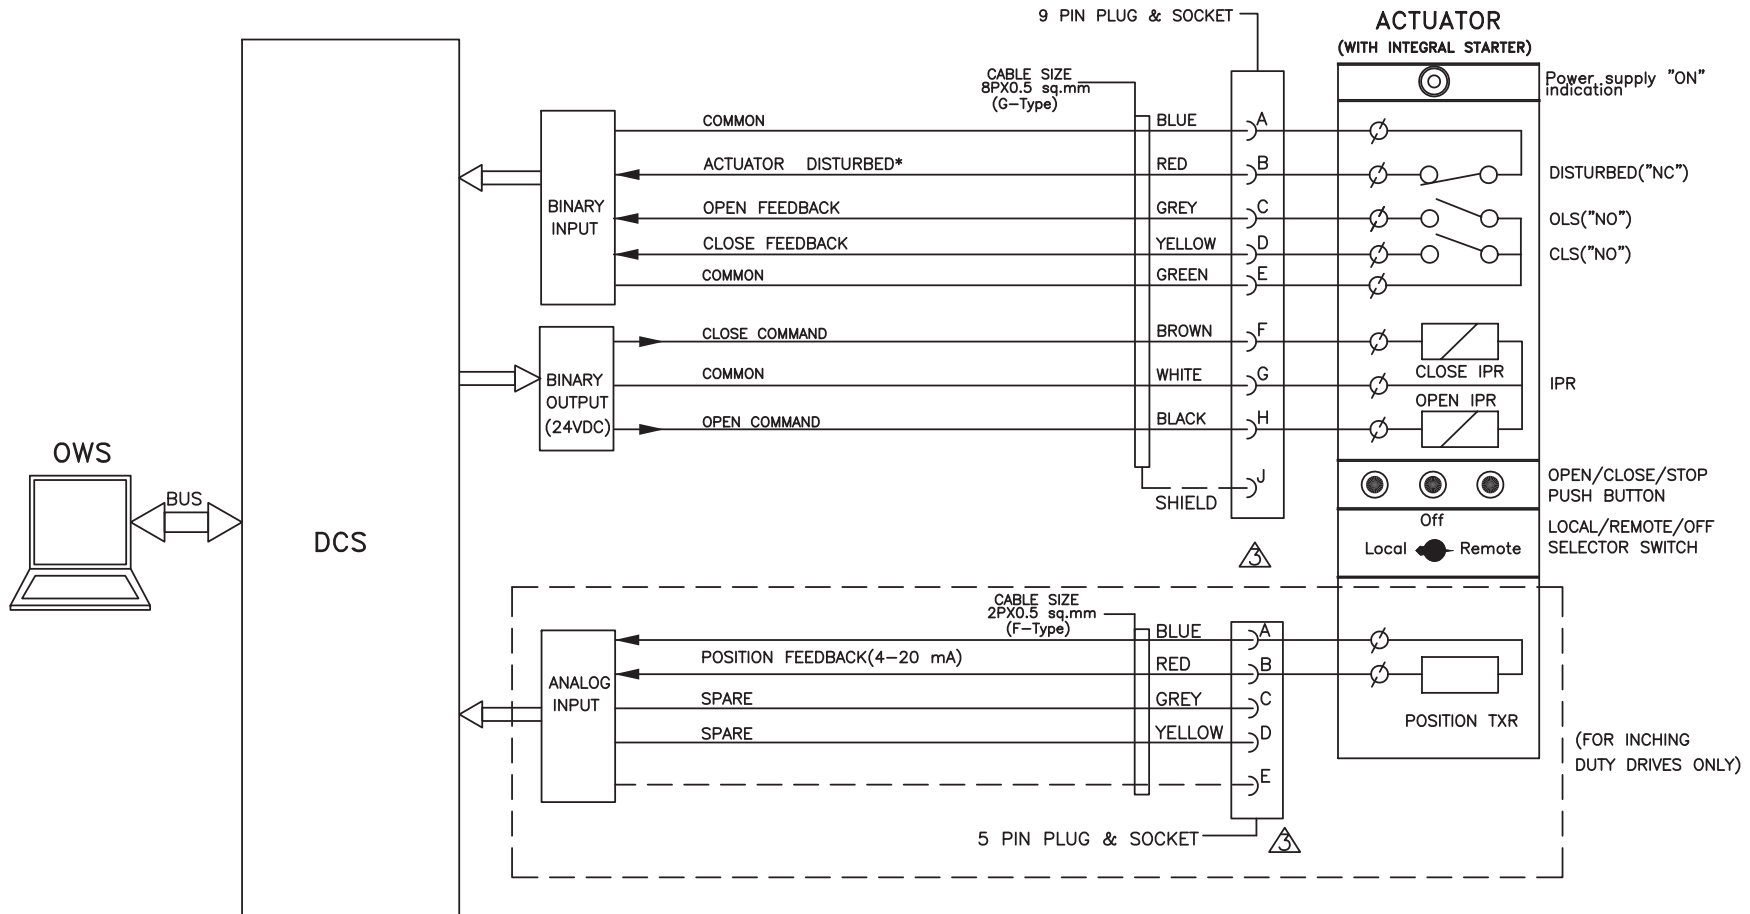 9 PIN PLUG & SOCKET
ACTUATOR
(WITH INTEGRAL STARTER)
CABLE SIZE
8PX0.5 sq.mm
(G-Type)
Power supply "ON"
indication
COMMON
BLUE
A
ACTUATOR DISTURBED*
RED
B
DISTURBED("NC")
BINARY
INPUT
OPEN FEEDBACK
GREY
C
OLS("NO")
CLOSE FEEDBACK
YELLOW
D
CLS("NO")
COMMON
GREEN
E
CLOSE COMMAND
BROWN
F
CLOSE IPR
BINARY
OUTPUT
(24VDC)
COMMON
WHITE
G
IPR
OPEN IPR
OPEN COMMAND
BLACK
H
OWS
BUS
DCS
SHIELD
J
OPEN/CLOSE/STOP
PUSH BUTTON
Off
Local
Remote
LOCAL/REMOTE/OFF
SELECTOR SWITCH
3
CABLE SIZE
2PX0.5 sq.mm
(F-Type)
BLUE
A
POSITION FEEDBACK(4-20 mA)
RED
B
ANALOG
INPUT
SPARE
GREY
C
POSITION TXR
SPARE
YELLOW
D
E
(FOR INCHING
DUTY DRIVES ONLY)
5 PIN PLUG & SOCKET
3